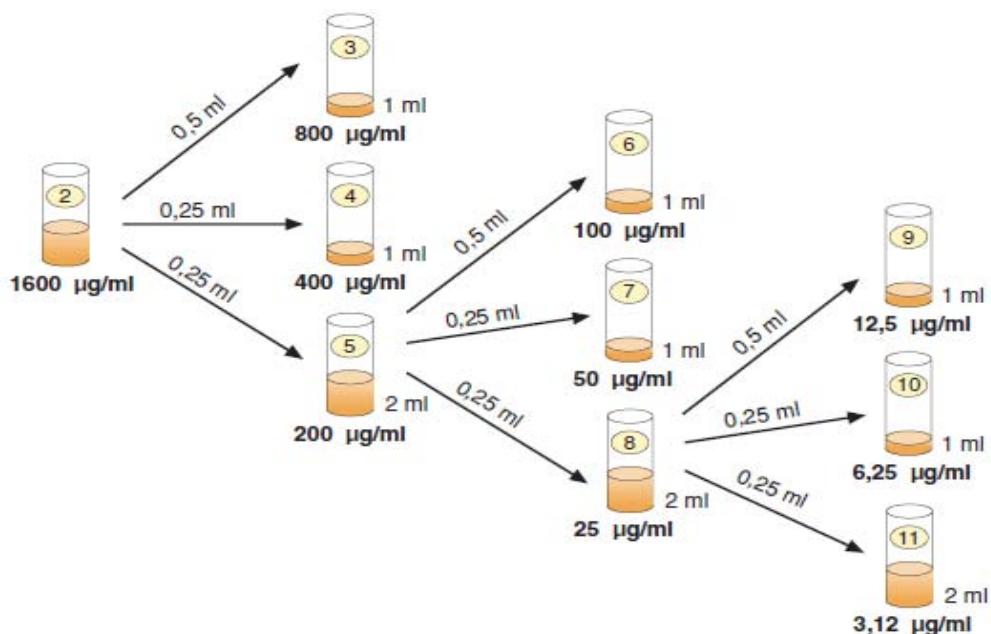 2
1600 µg/ml
0,5 ml
0,25 ml
0,25 ml
3
1 ml
800 µg/ml
4
1 ml
400 µg/ml
5
2 ml
200 µg/ml
0,5 ml
0,25 ml
0,25 ml
6
1 ml
100 µg/ml
7
1 ml
50 µg/ml
8
2 ml
25 µg/ml
0,5 ml
0,25 ml
0,25 ml
9
1 ml
12,5 µg/ml
10
1 ml
6,25 µg/ml
11
2 ml
3,12 µg/ml